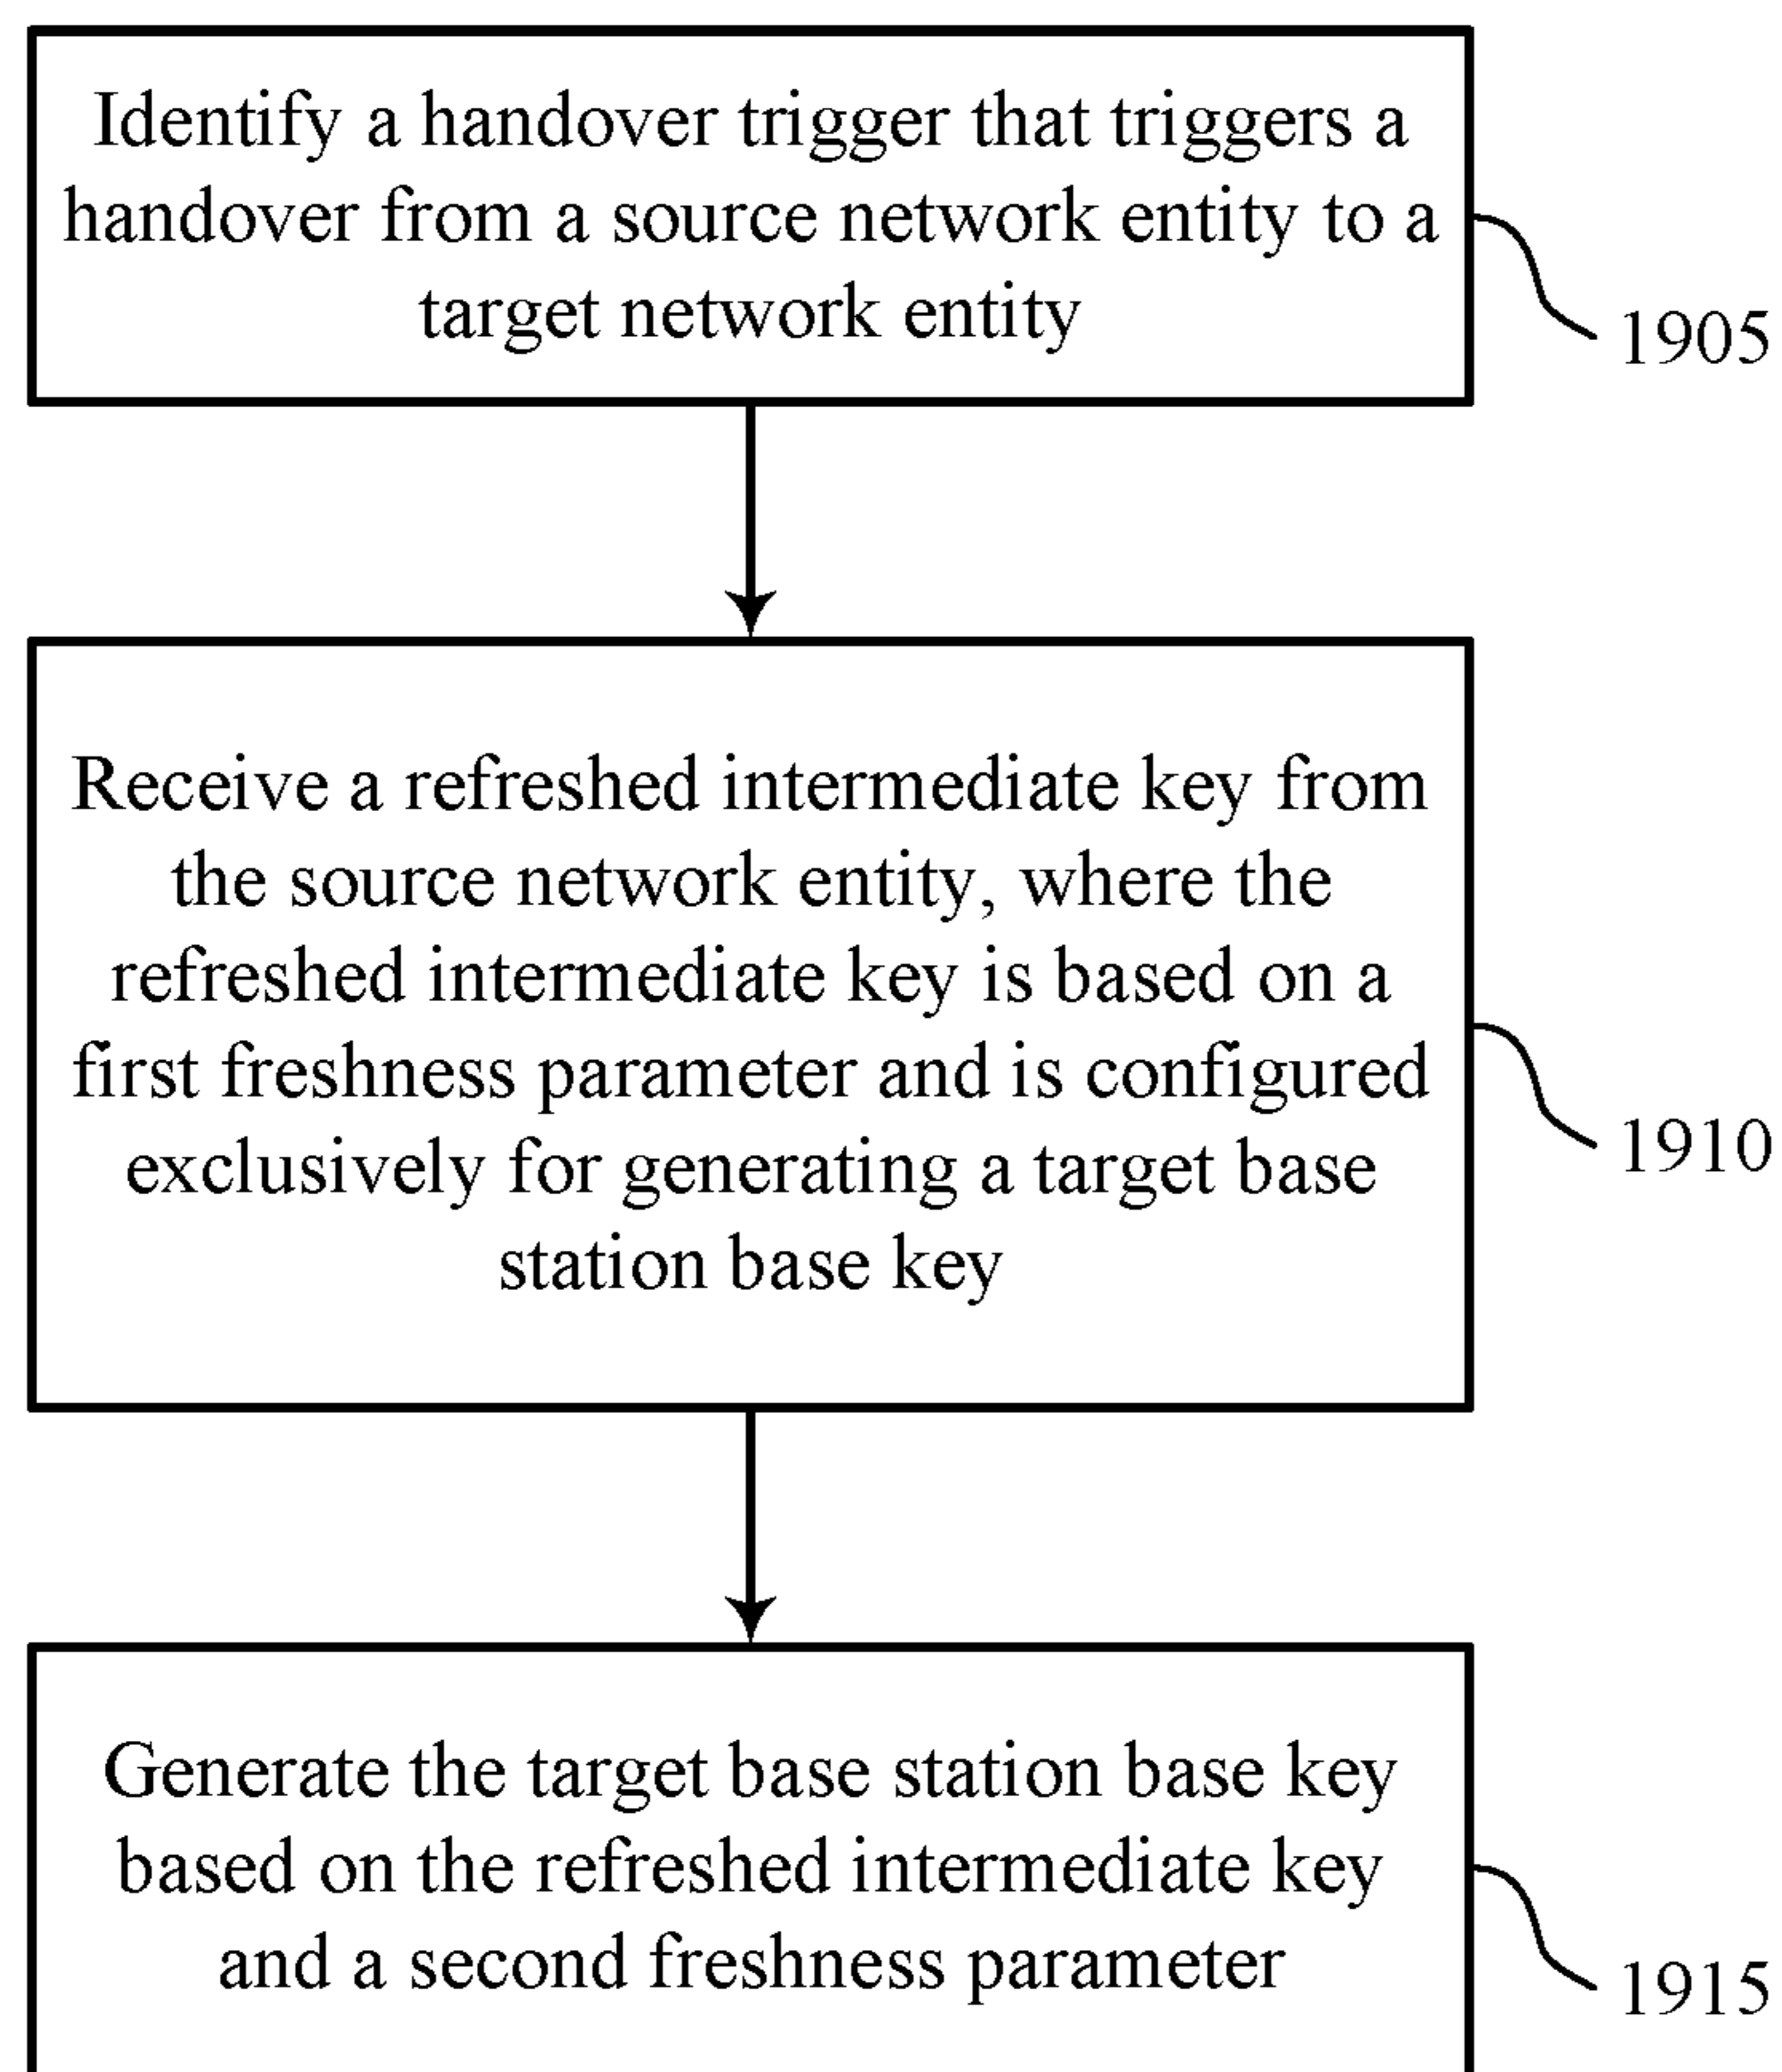 Identify a handover trigger that triggers a
handover from a source network entity to a
target network entity
1905
Receive a refreshed intermediate key from
the source network entity, where the
refreshed intermediate key is based on a
first freshness parameter and is configured
exclusively for generating a target base
station base key
1910
Generate the target base station base key
based on the refreshed intermediate key
and a second freshness parameter
1915